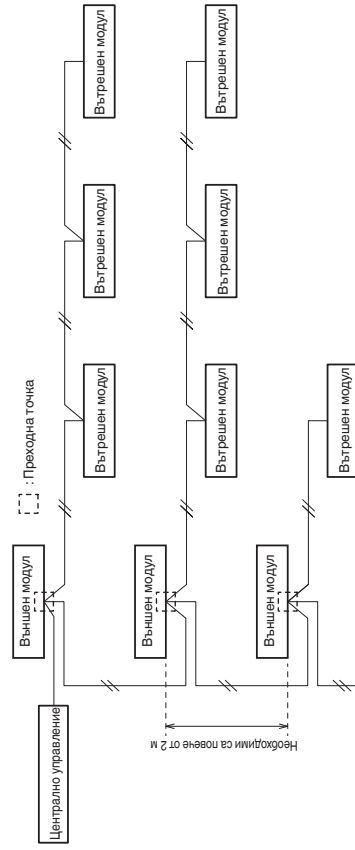 : Преходна точка
Централно управление
Външен модул
Вътрешен модул
Вътрешен модул
Вътрешен модул
Външен модул
Вътрешен модул
Вътрешен модул
Вътрешен модул
Необходими са повече от 2 м
Външен модул
Вътрешен модул